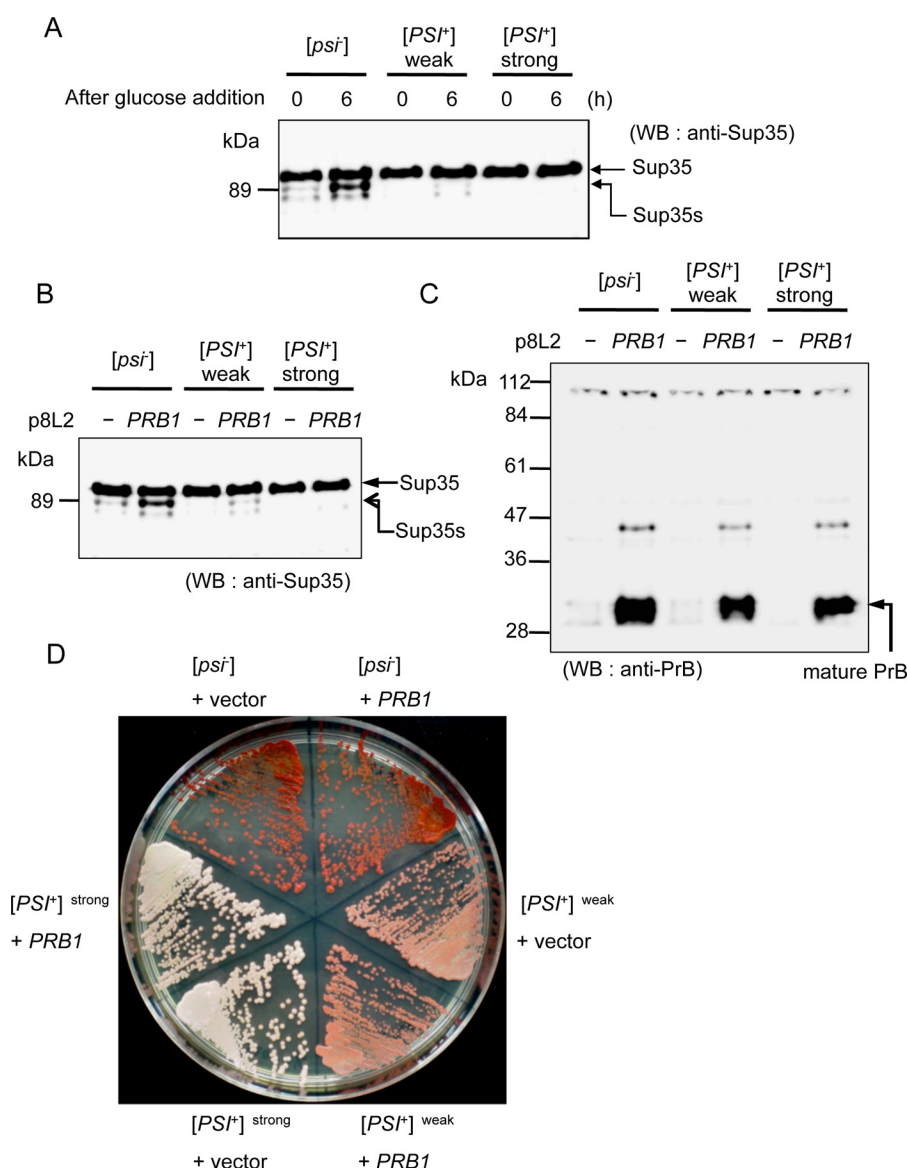 A
[psi-] [PSI+] weak [PSI+] strong
After glucose addition 0 6 0 6 0 6 (h)
kDa
(WB : anti-Sup35)
Sup35
89
Sup35s
B
[psi-] [PSI+] weak [PSI+] strong
p8L2 – PRB1 – PRB1 – PRB1
kDa
Sup35
89
Sup35s
(WB : anti-Sup35)
C
[psi-] [PSI+] weak [PSI+] strong
p8L2 – PRB1 – PRB1 – PRB1
kDa 112
84
61
47
36
28
(WB : anti-PrB)
mature PrB
D
[psi-] + vector
[psi-] + PRB1
[PSI+] strong + PRB1
[PSI+] weak + vector
[PSI+] strong + vector
[PSI+] weak + PRB1